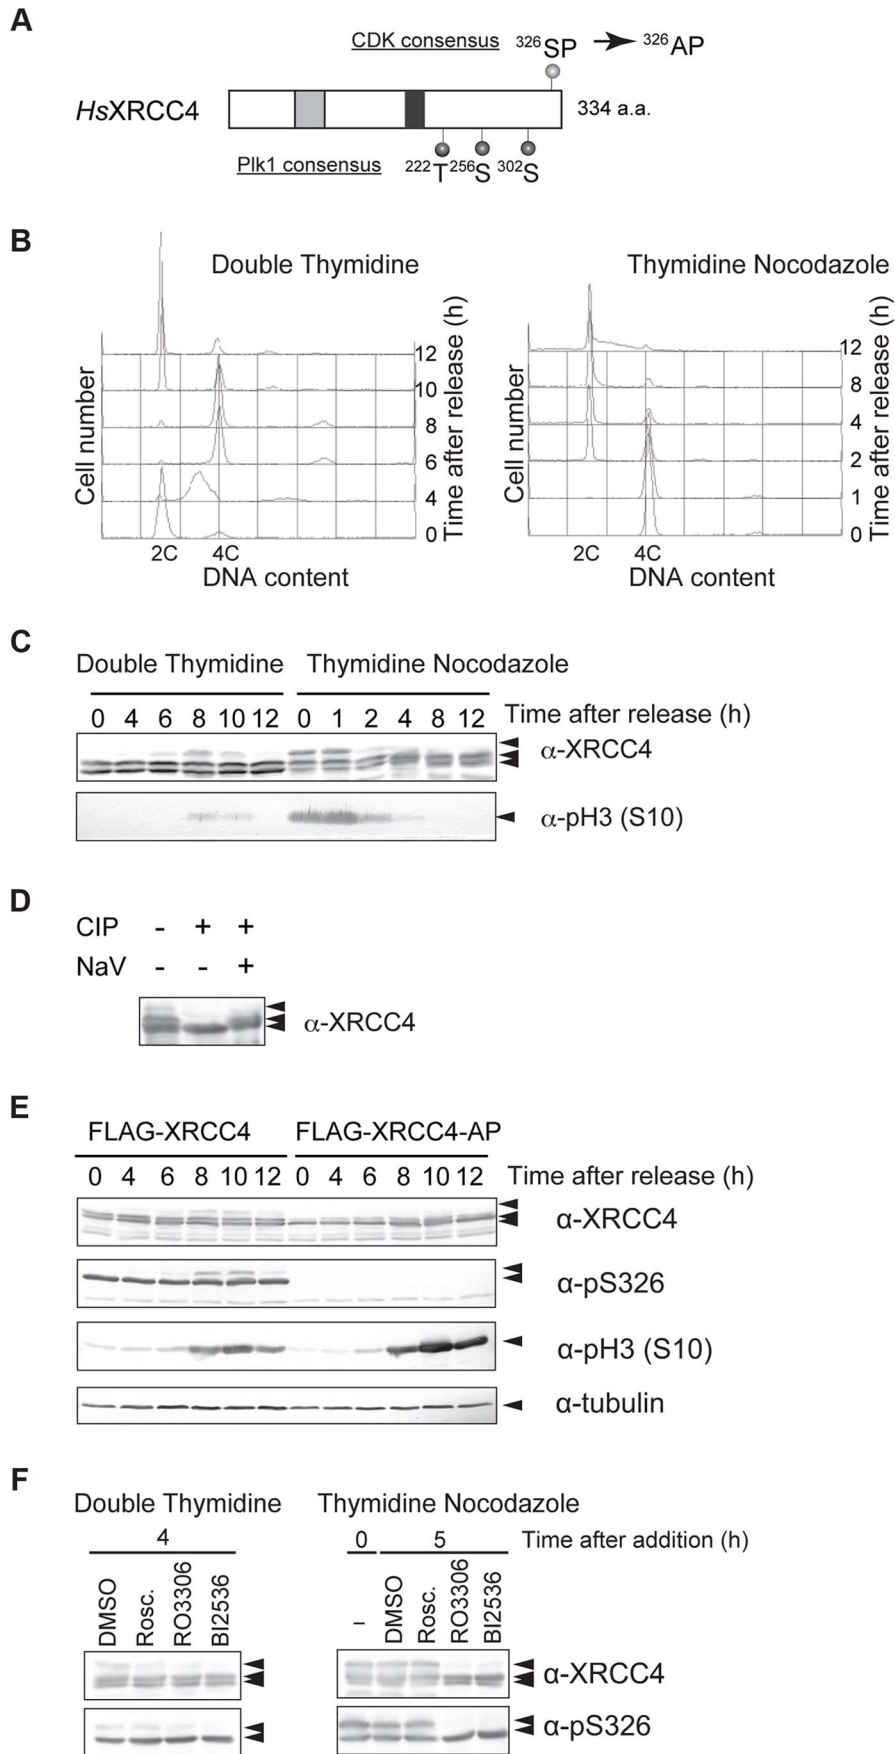 A
CDK consensus 326SP 326AP
HsXRCC4 334 a.a.
Plk1 consensus 222T 256S 302S
B
Double Thymidine
Cell number
Time after release (h)
12
10
8
6
4
0
2C 4C
DNA content
Thymidine Nocodazole
Cell number
Time after release (h)
12
8
4
2
1
0
2C 4C
DNA content
C
Double Thymidine Thymidine Nocodazole
0 4 6 8 10 12 0 1 2 4 8 12 Time after release (h)
α-XRCC4
α-pH3 (S10)
D
CIP - + +
NaV - - +
α-XRCC4
E
FLAG-XRCC4 FLAG-XRCC4-AP
0 4 6 8 10 12 0 4 6 8 10 12 Time after release (h)
α-XRCC4
α-pS326
α-pH3 (S10)
α-tubulin
F
Double Thymidine Thymidine Nocodazole
4 0 5 Time after addition (h)
DMSO Rosc. RO3306 BI2536 – DMSO Rosc. RO3306 BI2536
α-XRCC4
α-pS326